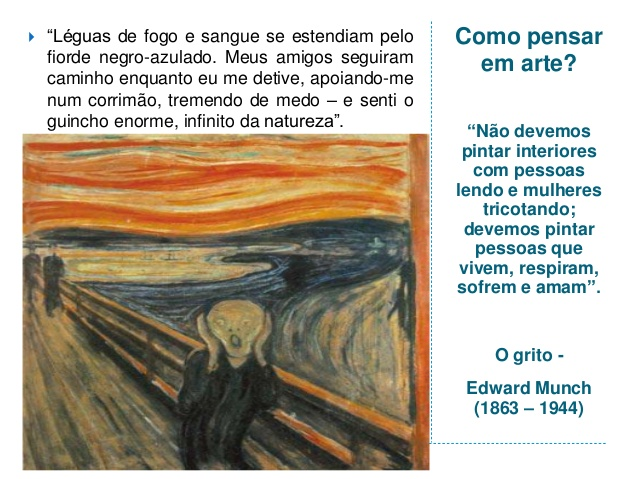 “Léguas de fogo e sangue se estendiam pelo
fiorde negro-azulado. Meus amigos seguiram
caminho enquanto eu me detive, apoiando-me
num corrimão, tremendo de medo – e senti o
guincho enorme, infinito da natureza”.
Como pensar
em arte?
“Não devemos
pintar interiores
com pessoas
lendo e mulheres
tricotando;
devemos pintar
pessoas que
vivem, respiram,
sofrem e amam”.
O grito -
Edward Munch
(1863 – 1944)